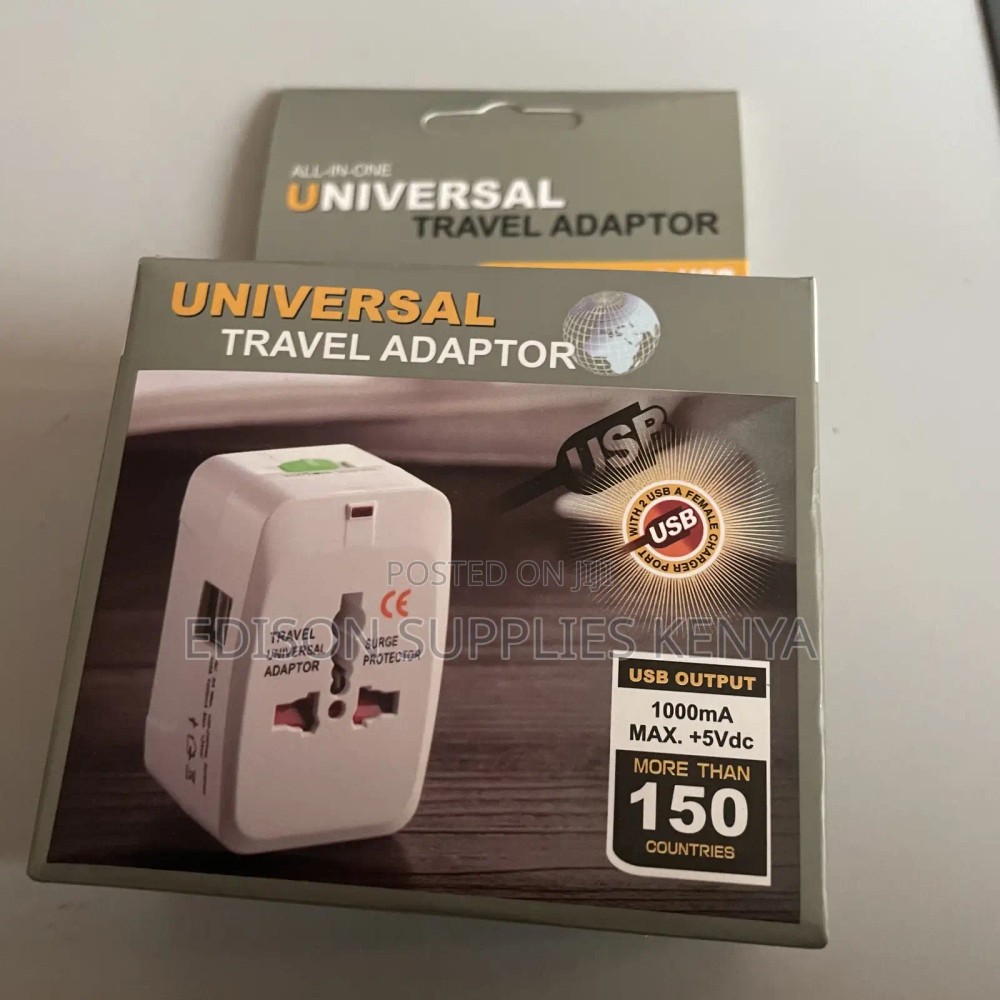 ALL-IN-ONE
UNIVERSAL
TRAVEL ADAPTOR
UNIVERSAL
TRAVEL ADAPTOR
USB
WITH 2 USB A FEMALE CHARGER PORT
USB
POSTED ON JIJI
CE
EDISON SUPPLIES KENYA
TRAVEL
UNIVERSAL
ADAPTOR
SURGE
PROTECTOR
USB OUTPUT
1000mA
MAX. +5Vdc
MORE THAN
150
COUNTRIES